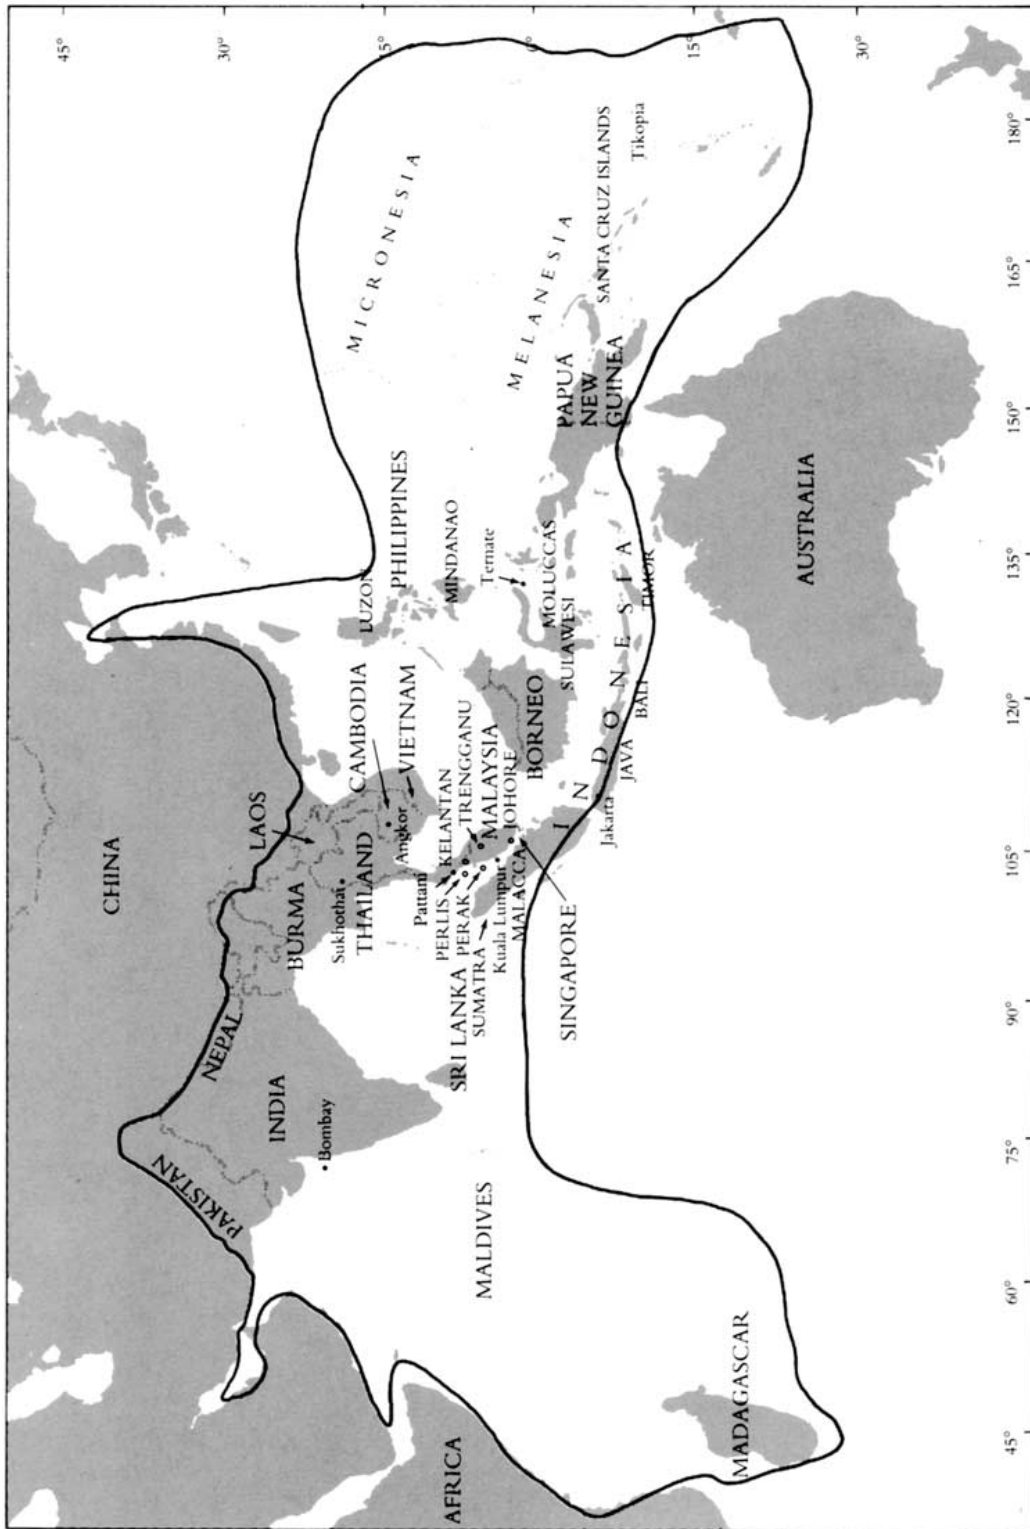 45°
30°
15°
0°
15°
30°
180°
165°
150°
135°
120°
105°
90°
75°
60°
45°
CHINA
PAKISTAN
NEPAL
INDIA
Bombay
BURMA
LAOS
Sukhothai
THAILAND
CAMBODIA
Angkor
VIETNAM
LUZON
PHILIPPINES
MINDANAO
MICRONESIA
MELANESIA
Pattani
PERLIS
KELANTAN
PERAK
TRENGGANU
SRI LANKA
SUMATRA
MALAYSIA
Kuala Lumpur
JOHORE
MALACCA
SINGAPORE
BORNEO
Ternate
MOLUCCAS
SULAWESI
INDONESIA
Jakarta
JAVA
BALI
TIMOR
PAPUA
NEW
GUINEA
SANTA CRUZ ISLANDS
Tikopia
MALDIVES
AFRICA
MADAGASCAR
AUSTRALIA